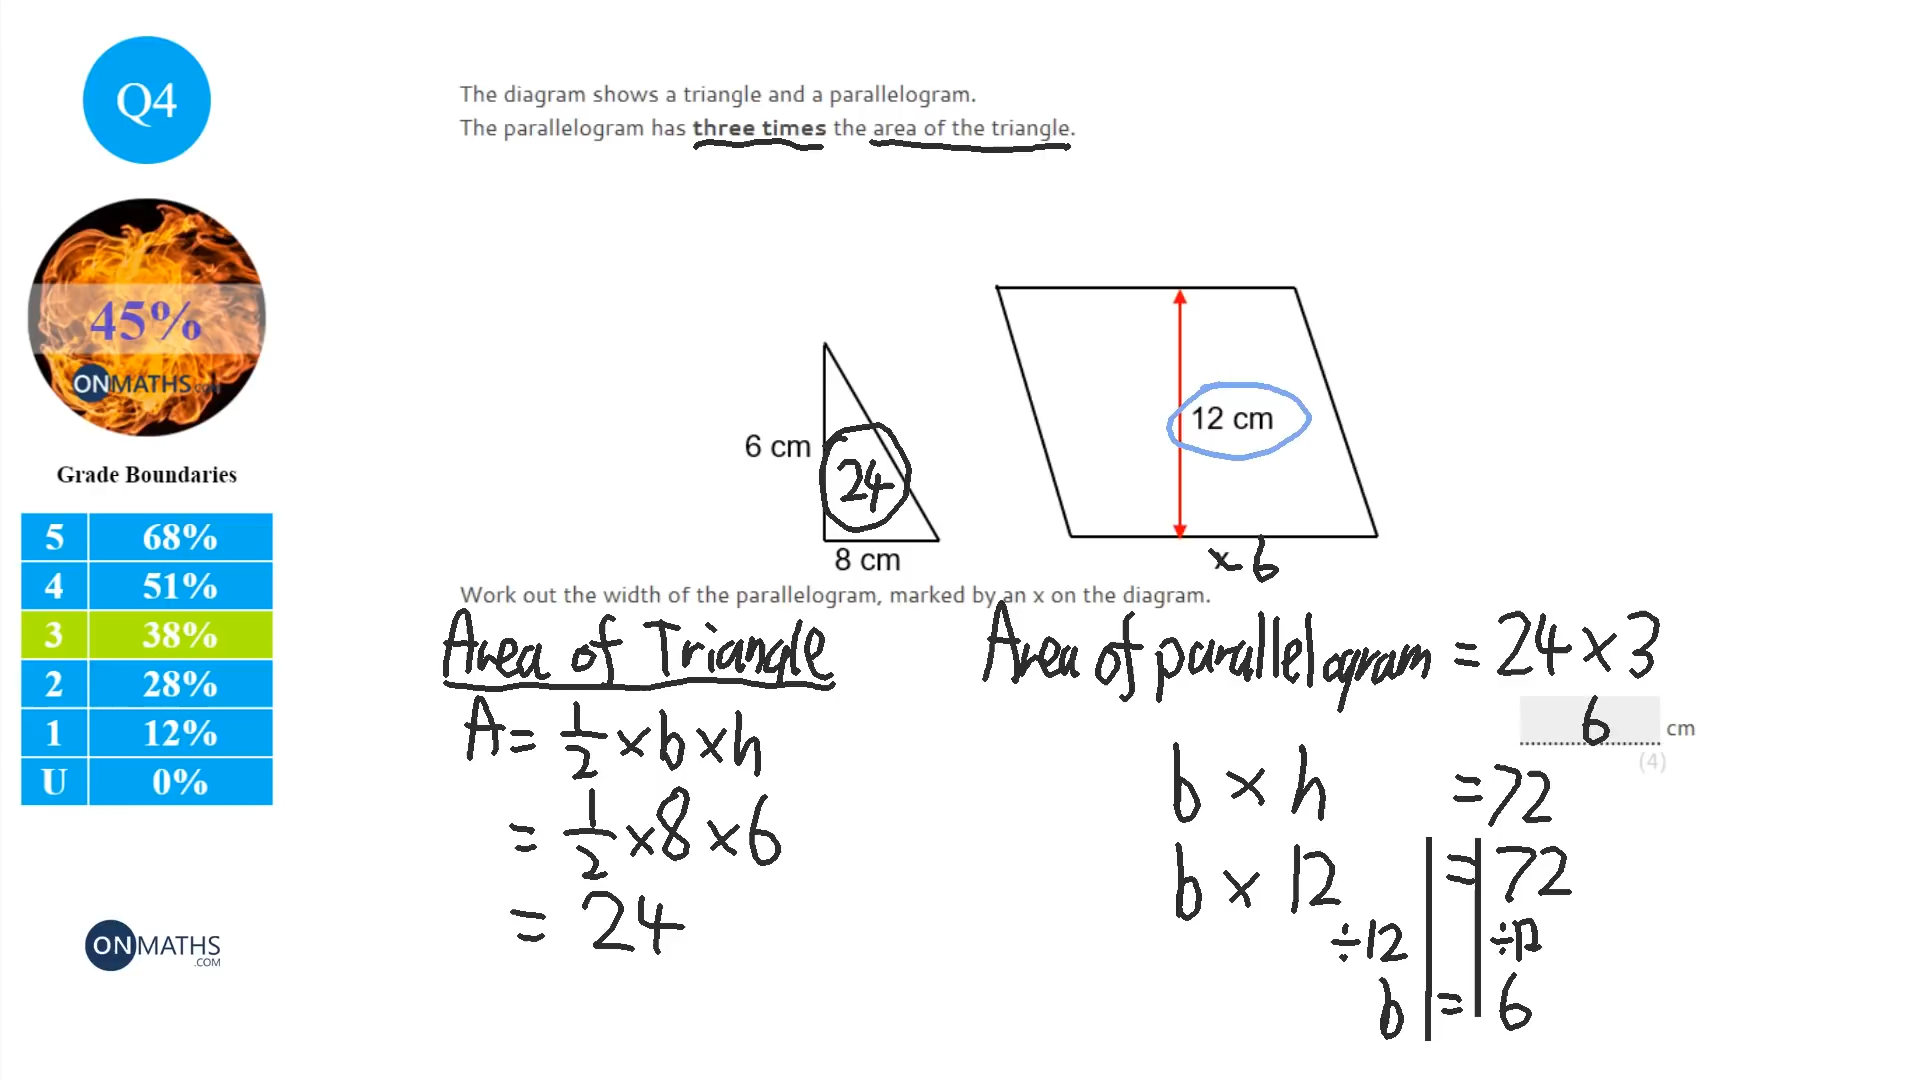 Q4
The diagram shows a triangle and a parallelogram.
The parallelogram has three times the area of the triangle.
45%
ONMATHS.com
Grade Boundaries
5 68%
4 51%
3 38%
2 28%
1 12%
U 0%
ONMATHS
.COM
6 cm
24
8 cm
12 cm
x 6
Work out the width of the parallelogram, marked by an x on the diagram.
Area of Triangle
A = 1/2 × b × h
= 1/2 × 8 × 6
= 24
Area of parallelogram = 24 × 3
6 cm
(4)
b × h = 72
b × 12 = 72
÷12 ÷12
b = 6